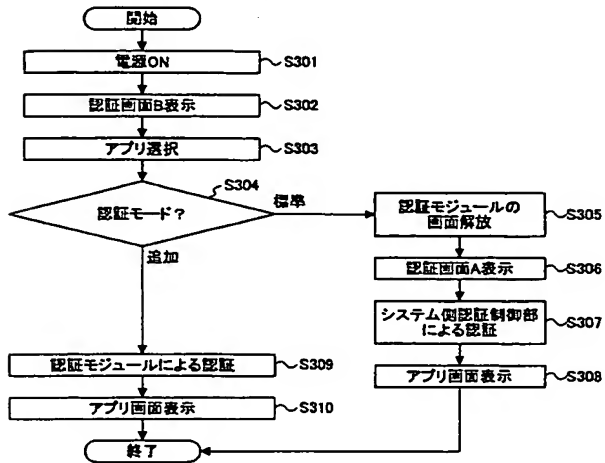 開始
電源ON
S301
認証画面B表示
S302
アプリ選択
S303
S304
認証モード？
標準
追加
認証モジュールの
画面解放
S305
認証画面A表示
S306
システム側認証制御部
による認証
S307
アプリ画面表示
S308
認証モジュールによる認証
S309
アプリ画面表示
S310
終了